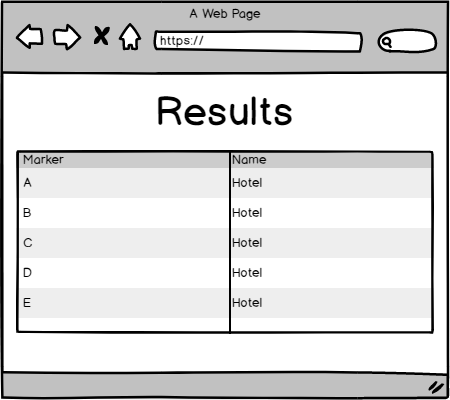 A Web Page
https://
Results
Marker Name
A Hotel
B Hotel
C Hotel
D Hotel
E Hotel